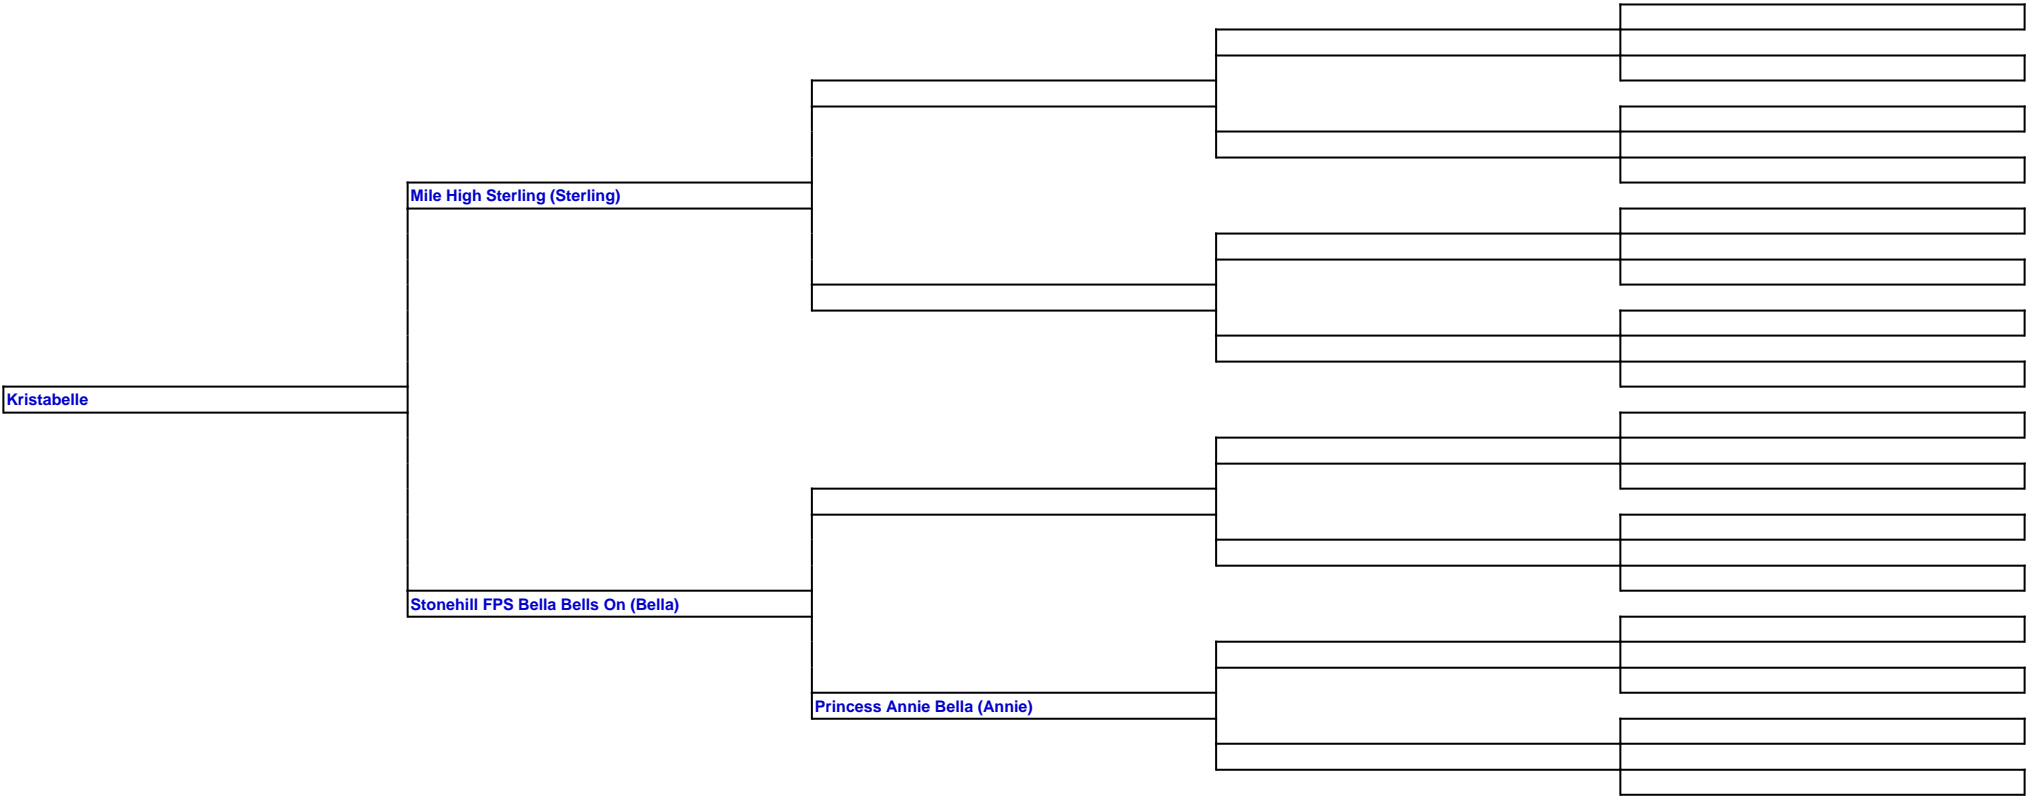 Mile High Sterling (Sterling)
Kristabelle
Stonehill FPS Bella Bells On (Bella)
Princess Annie Bella (Annie)